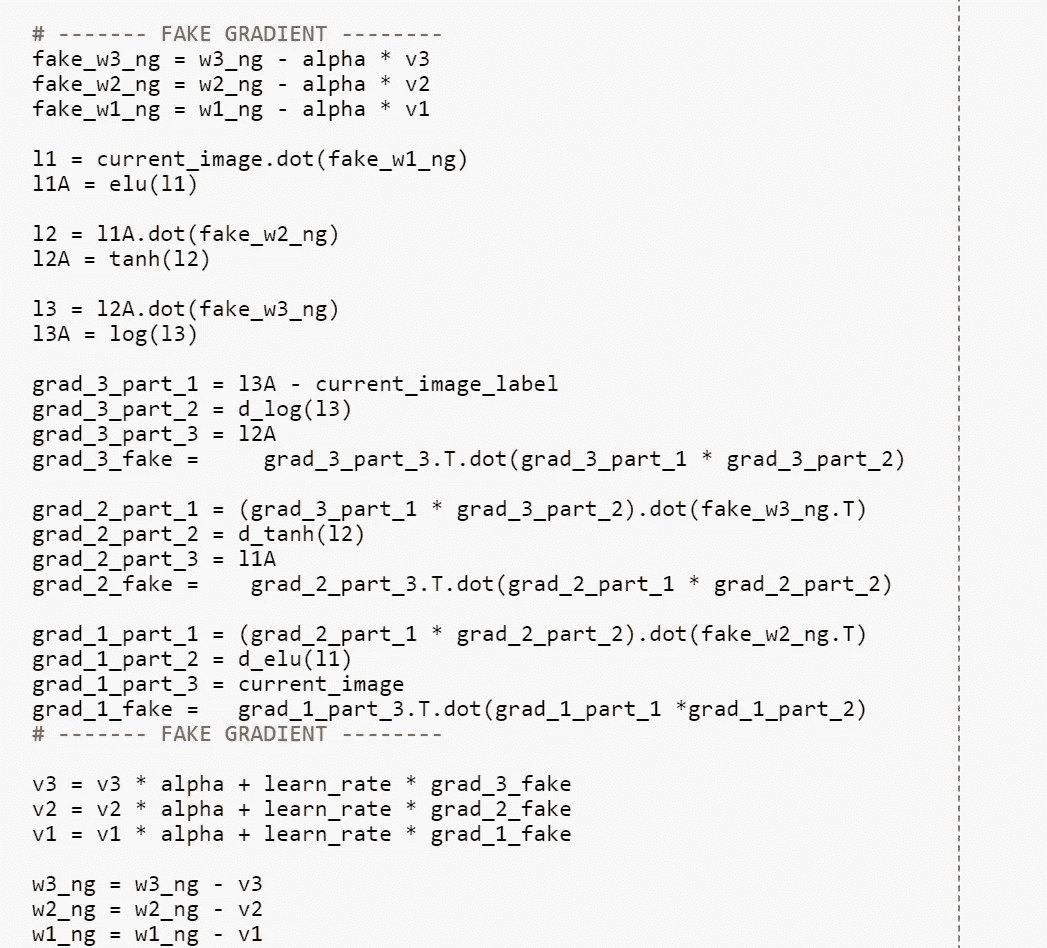 # ------- FAKE GRADIENT --------
fake_w3_ng = w3_ng - alpha * v3
fake_w2_ng = w2_ng - alpha * v2
fake_w1_ng = w1_ng - alpha * v1

l1 = current_image.dot(fake_w1_ng)
l1A = elu(l1)

l2 = l1A.dot(fake_w2_ng)
l2A = tanh(l2)

l3 = l2A.dot(fake_w3_ng)
l3A = log(l3)

grad_3_part_1 = l3A - current_image_label
grad_3_part_2 = d_log(l3)
grad_3_part_3 = l2A
grad_3_fake =     grad_3_part_3.T.dot(grad_3_part_1 * grad_3_part_2)

grad_2_part_1 = (grad_3_part_1 * grad_3_part_2).dot(fake_w3_ng.T)
grad_2_part_2 = d_tanh(l2)
grad_2_part_3 = l1A
grad_2_fake =    grad_2_part_3.T.dot(grad_2_part_1 * grad_2_part_2)

grad_1_part_1 = (grad_2_part_1 * grad_2_part_2).dot(fake_w2_ng.T)
grad_1_part_2 = d_elu(l1)
grad_1_part_3 = current_image
grad_1_fake =   grad_1_part_3.T.dot(grad_1_part_1 *grad_1_part_2)
# ------- FAKE GRADIENT --------

v3 = v3 * alpha + learn_rate * grad_3_fake
v2 = v2 * alpha + learn_rate * grad_2_fake
v1 = v1 * alpha + learn_rate * grad_1_fake

w3_ng = w3_ng - v3
w2_ng = w2_ng - v2
w1_ng = w1_ng - v1